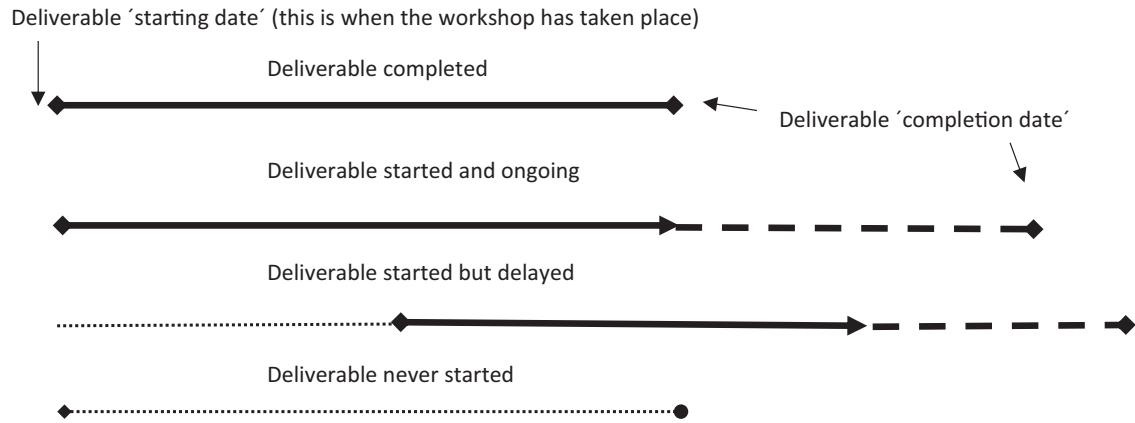 Deliverable ´starting date´ (this is when the workshop has taken place)
Deliverable completed
Deliverable ´completion date´
Deliverable started and ongoing
Deliverable started but delayed
Deliverable never started